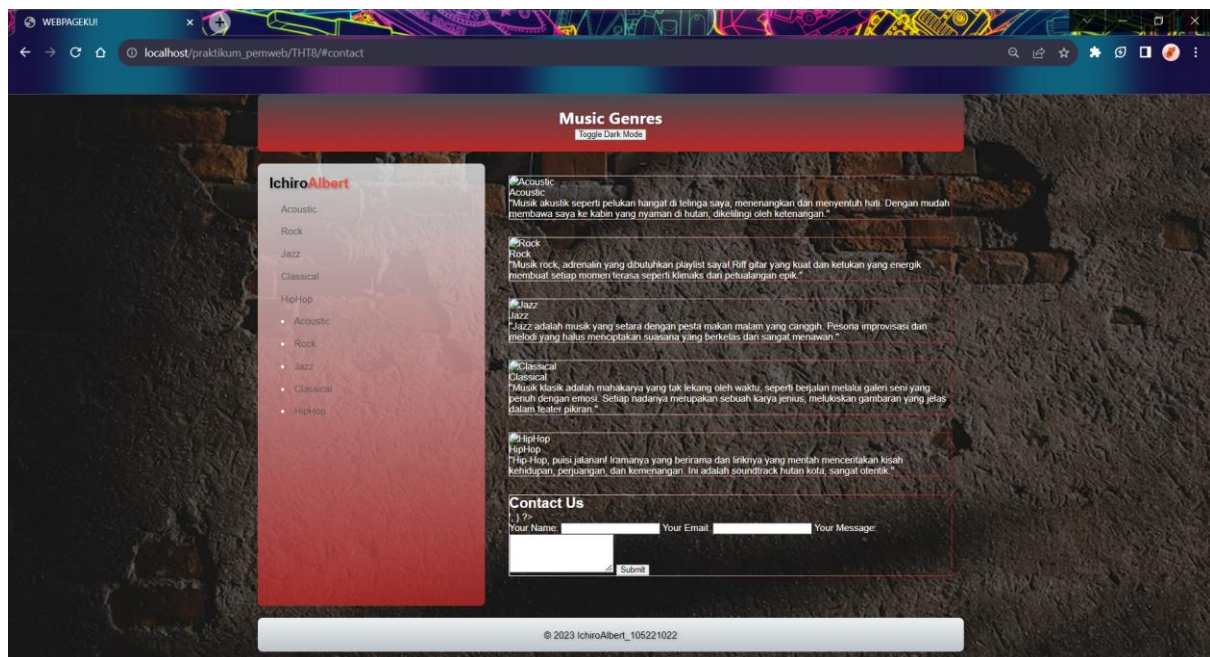 WEBPAGEKU!
localhost/praktikum_pemweb/THT8/#contact
Music Genres
Toggle Dark Mode
IchiroAlbert
Acoustic
Rock
Jazz
Classical
HipHop
Acoustic
Rock
Jazz
Classical
HipHop
Acoustic
Acoustic
"Musik akustik seperti pelukan hangat di telinga saya, menenangkan dan menyentuh hati. Dengan mudah
membawa saya ke kabin yang nyaman di hutan, dikelilingi oleh ketenangan."
Rock
Rock
"Musik rock, adrenalin yang dibutuhkan playlist saya! Riff gitar yang kuat dan ketukan yang energik
membuat setiap momen terasa seperti klimaks dari petualangan epik."
Jazz
Jazz
"Jazz adalah musik yang setara dengan pesta makan malam yang canggih. Pesona improvisasi dan
melodi yang halus menciptakan suasana yang berkelas dan sangat menawan."
Classical
Classical
"Musik klasik adalah mahakarya yang tak lekang oleh waktu, seperti berjalan melalui galeri seni yang
penuh dengan emosi. Setiap nadanya merupakan sebuah karya jenius, melukiskan gambaran yang jelas
dalam teater pikiran."
HipHop
HipHop
"Hip-Hop, puisi jalanan! Iramanya yang berirama dan liriknya yang mentah menceritakan kisah
kehidupan, perjuangan, dan kemenangan. Ini adalah soundtrack hutan kota, sangat otentik."
Contact Us
'; } ?>
Your Name: Your Email: Your Message:
Submit
© 2023 IchiroAlbert_105221022